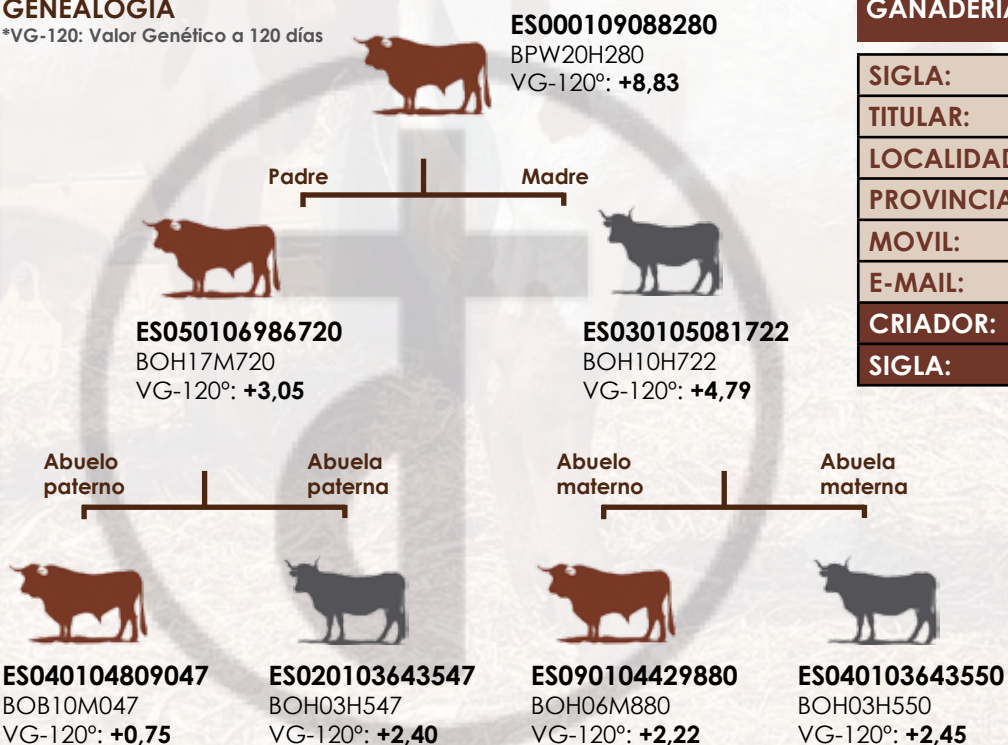 GENEALOGÍA
*VG-120: Valor Genético a 120 días
ES000109088280
BPW20H280
VG-120º: +8,83
Padre
Madre
ES050106986720
BOH17M720
VG-120º: +3,05
ES030105081722
BOH10H722
VG-120º: +4,79
Abuelo
paterno
Abuela
paterna
Abuelo
materno
Abuela
materna
ES040104809047
BOB10M047
VG-120º: +0,75
ES020103643547
BOH03H547
VG-120º: +2,40
ES090104429880
BOH06M880
VG-120º: +2,22
ES040103643550
BOH03H550
VG-120º: +2,45
GANADERÍA
SIGLA:
TITULAR:
LOCALIDAD
PROVINCIA
MOVIL:
E-MAIL:
CRIADOR:
SIGLA: